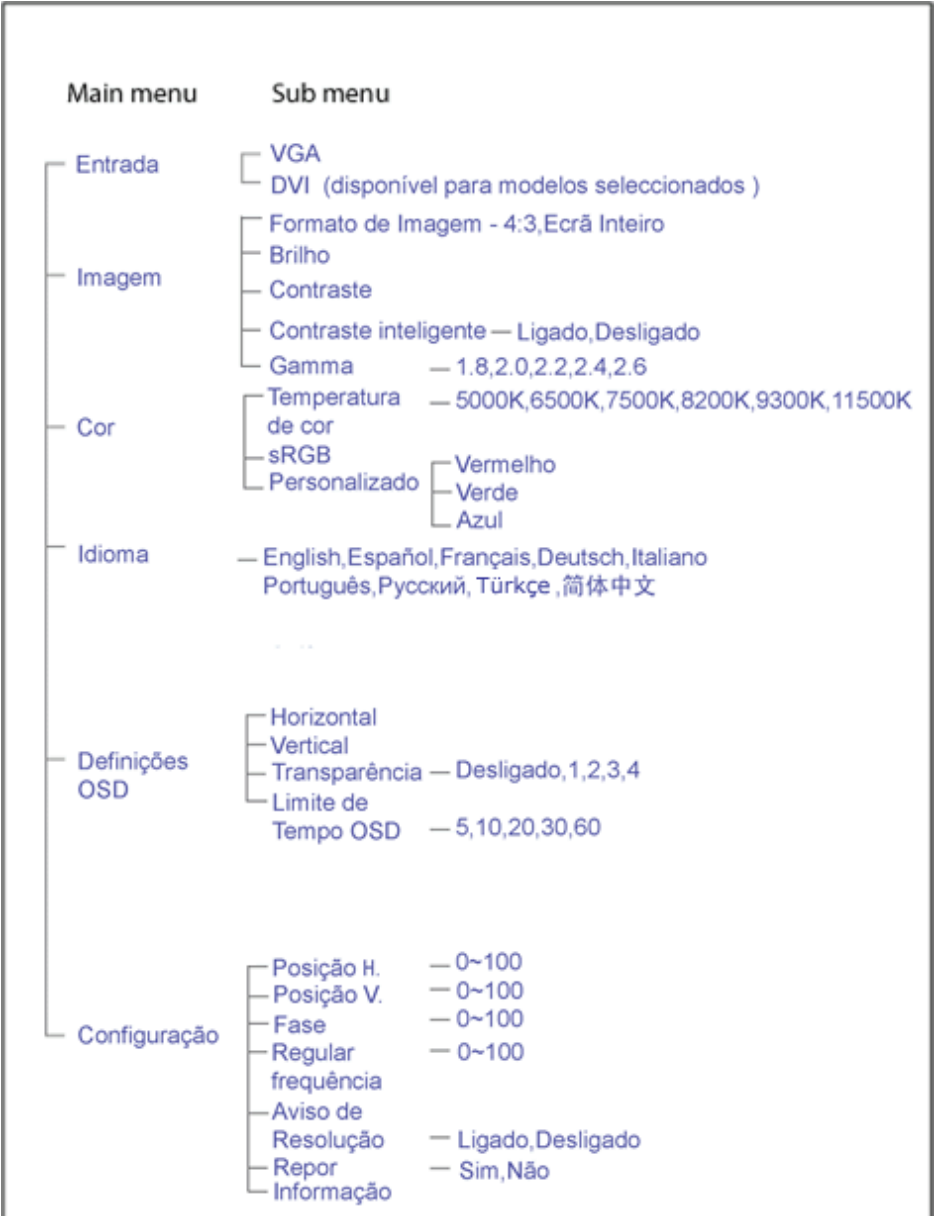 Main menu Sub menu
Entrada VGA
DVI (disponível para modelos seleccionados )
Formato de Imagem - 4:3,Ecrã Inteiro
Brilho
Imagem
Contraste
Contraste inteligente — Ligado,Desligado
Gamma — 1.8,2.0,2.2,2.4,2.6
Temperatura — 5000K,6500K,7500K,8200K,9300K,11500K
de cor
Cor
sRGB
Personalizado Vermelho
Verde
Azul
Idioma — English,Español,Français,Deutsch,Italiano
Português,Русский, Türkçe ,简体中文
Horizontal
Vertical
Definições
OSD
Transparência — Desligado,1,2,3,4
Limite de
Tempo OSD — 5,10,20,30,60
Posição H. — 0~100
Posição V. — 0~100
Configuração
Fase — 0~100
Regular — 0~100
frequência
Aviso de
Resolução — Ligado,Desligado
Repor — Sim,Não
Informação